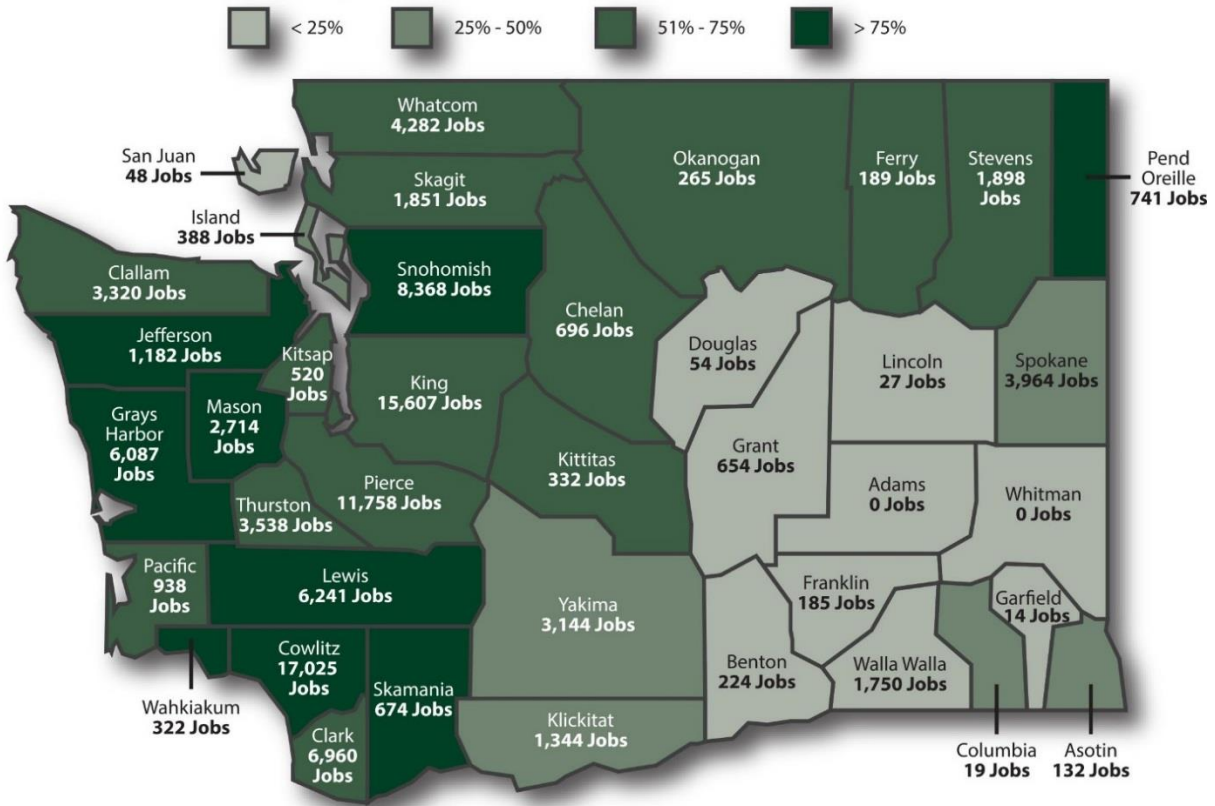 < 25%
25% - 50%
51% - 75%
> 75%
Whatcom
4,282 Jobs
San Juan
48 Jobs
Skagit
1,851 Jobs
Island
388 Jobs
Okanogan
265 Jobs
Ferry
189 Jobs
Stevens
1,898
Jobs
Pend
Oreille
741 Jobs
Clallam
3,320 Jobs
Snohomish
8,368 Jobs
Chelan
696 Jobs
Jefferson
1,182 Jobs
Kitsap
520
Jobs
King
15,607 Jobs
Douglas
54 Jobs
Lincoln
27 Jobs
Spokane
3,964 Jobs
Grays
Harbor
6,087
Jobs
Mason
2,714
Jobs
Grant
654 Jobs
Kittitas
332 Jobs
Pierce
11,758 Jobs
Thurston
3,538 Jobs
Adams
0 Jobs
Whitman
0 Jobs
Pacific
938
Jobs
Lewis
6,241 Jobs
Yakima
3,144 Jobs
Franklin
185 Jobs
Garfield
14 Jobs
Cowlitz
17,025
Jobs
Skamania
674 Jobs
Benton
224 Jobs
Walla Walla
1,750 Jobs
Wahkiakum
322 Jobs
Clark
6,960
Jobs
Klickitat
1,344 Jobs
Columbia
19 Jobs
Asotin
132 Jobs